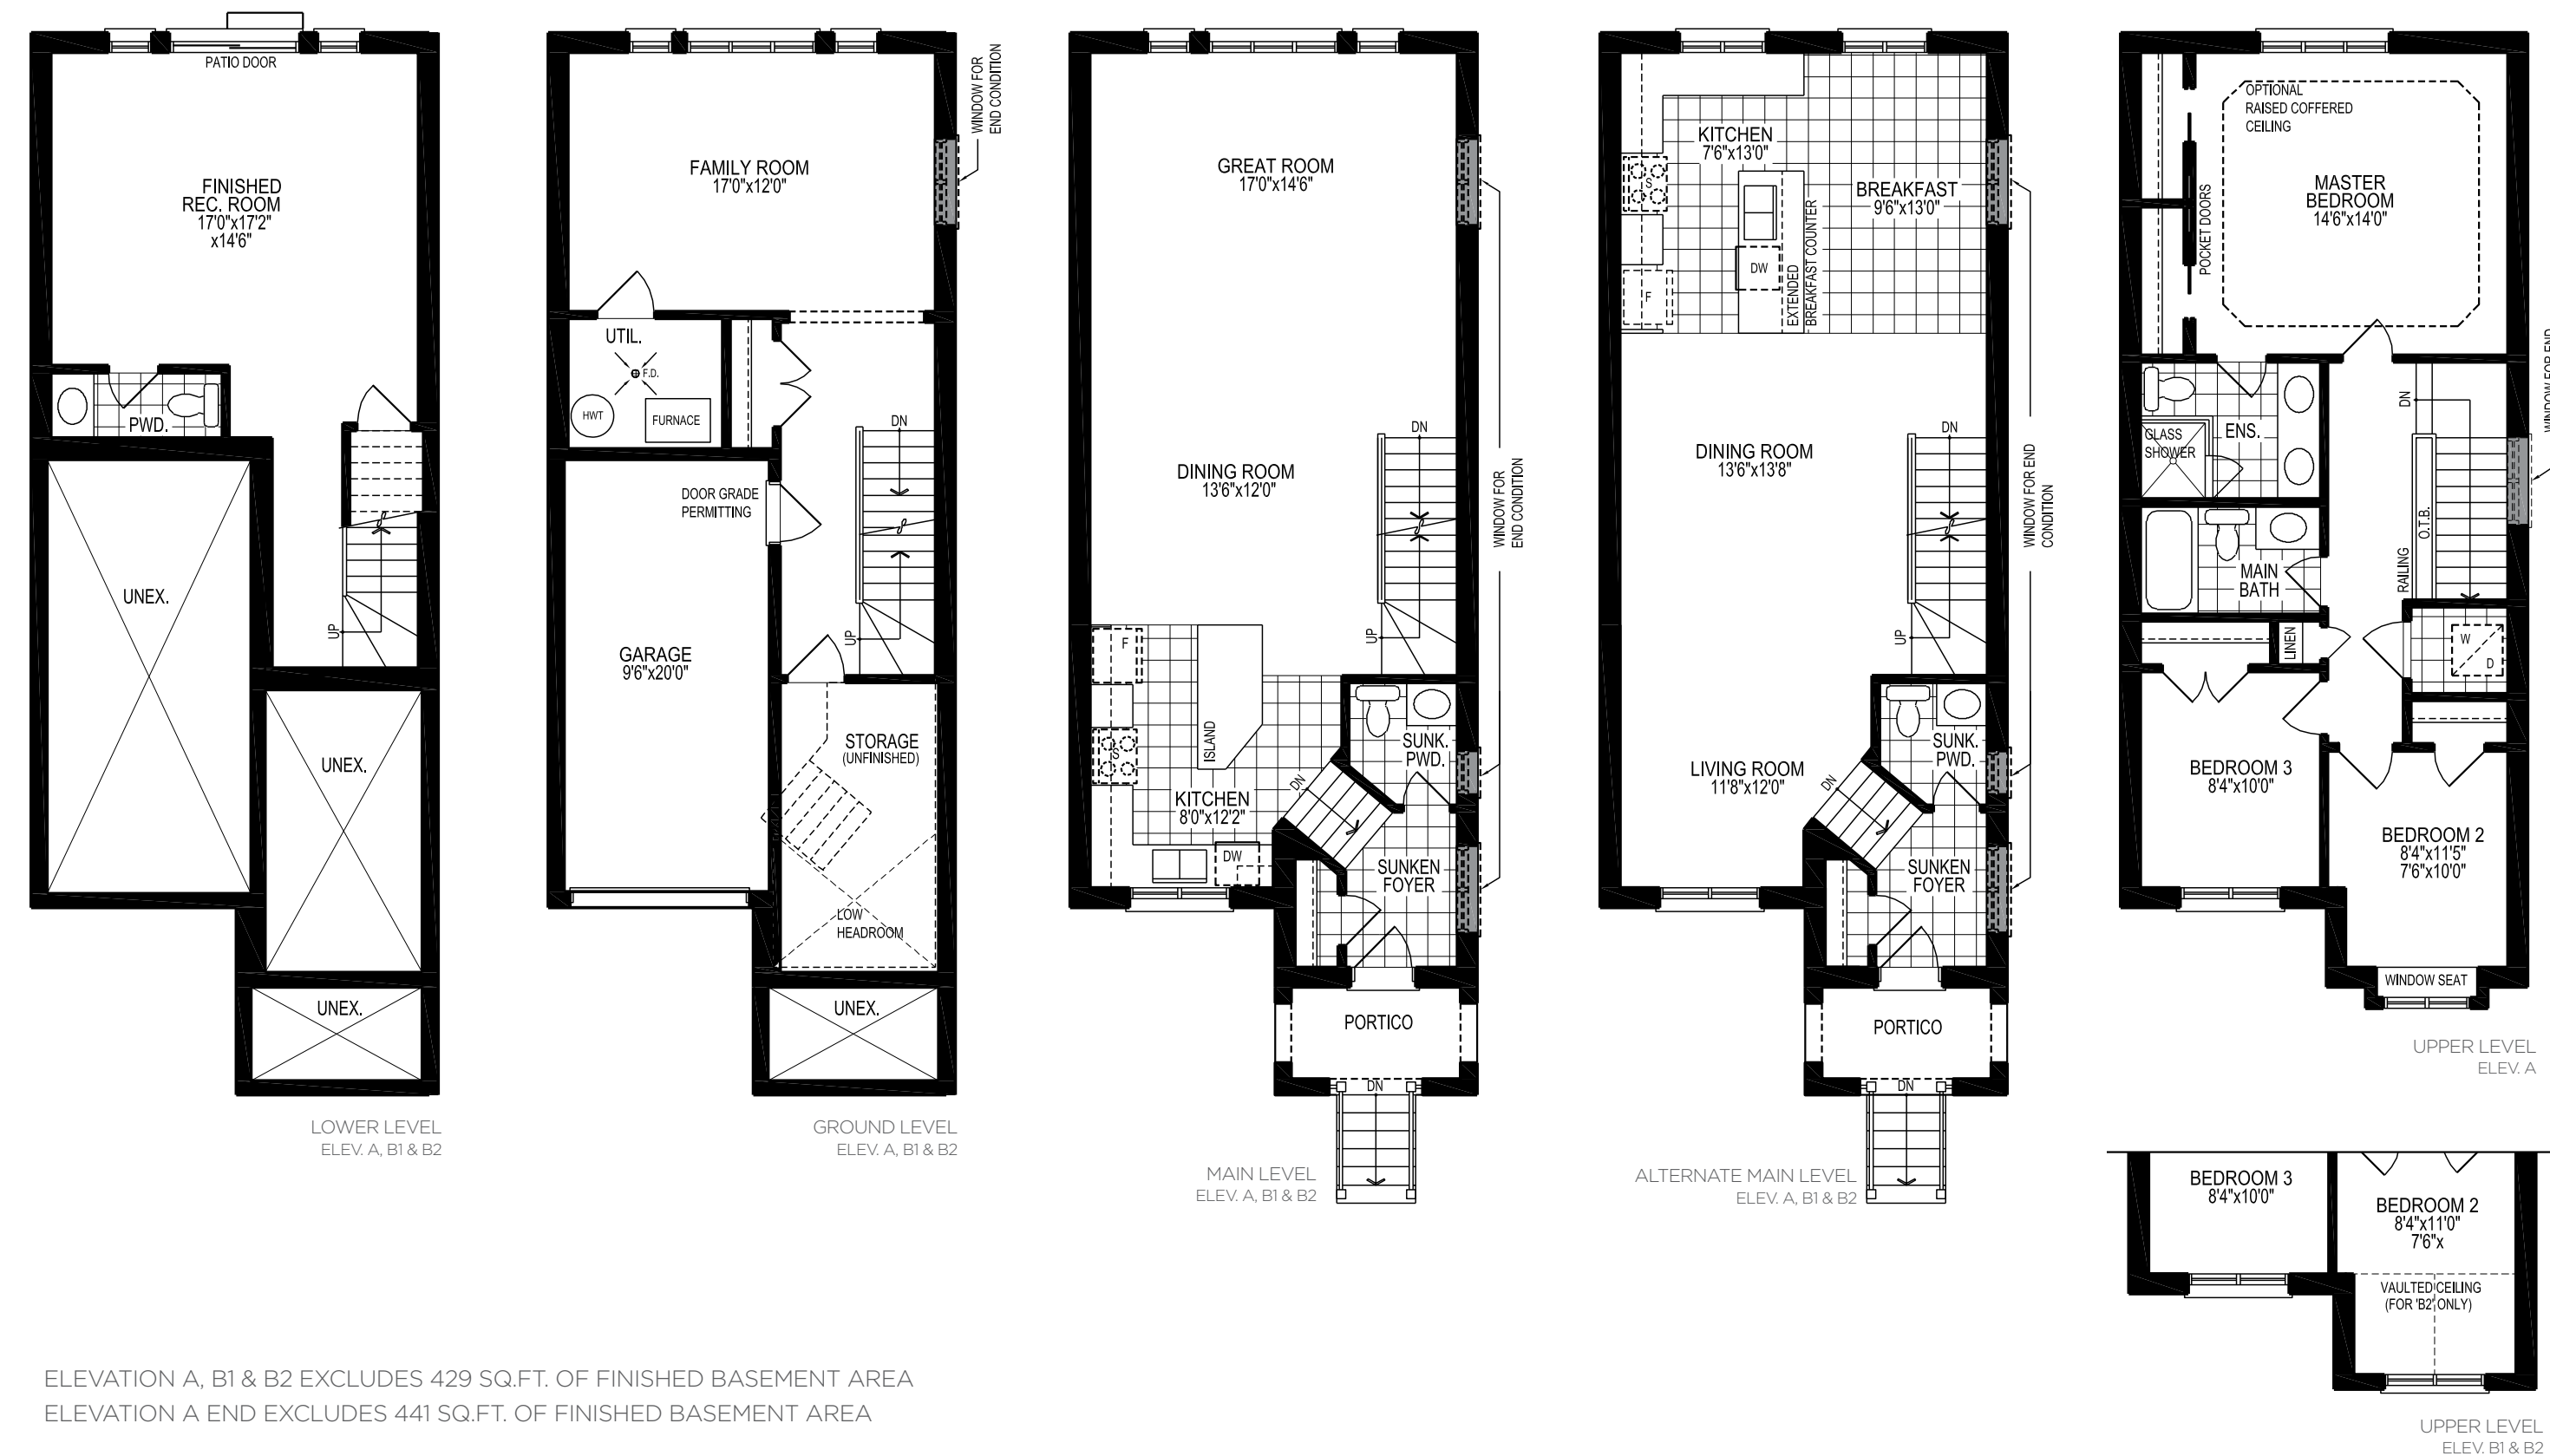 PATIO DOOR
FINISHED
REC. ROOM
17'0"x17'2"
x14'6"
PWD.
UNEX.
UP
UNEX.
UNEX.
LOWER LEVEL
ELEV. A, B1 & B2
WINDOW FOR
END CONDITION
FAMILY ROOM
17'0"x12'0"
UTIL.
F.D.
HWT
FURNACE
DN
DOOR GRADE
PERMITTING
UP
GARAGE
9'6"x20'0"
STORAGE
(UNFINISHED)
LOW
HEADROOM
UNEX.
GROUND LEVEL
ELEV. A, B1 & B2
GREAT ROOM
17'0"x14'6"
DN
DINING ROOM
13'6"x12'0"
WINDOW FOR
END CONDITION
UP
F
ISLAND
S
SUNK.
PWD.
DN
KITCHEN
8'0"x12'2"
DW
SUNKEN
FOYER
PORTICO
DN
MAIN LEVEL
ELEV. A, B1 & B2
KITCHEN
7'6"x13'0"
S
BREAKFAST
9'6"x13'0"
DW
F
EXTENDED
BREAKFAST COUNTER
DN
DINING ROOM
13'6"x13'8"
WINDOW FOR END
CONDITION
UP
SUNK.
PWD.
LIVING ROOM
11'8"x12'0"
DN
SUNKEN
FOYER
PORTICO
DN
ALTERNATE MAIN LEVEL
ELEV. A, B1 & B2
OPTIONAL
RAISED COFFERED
CEILING
MASTER
BEDROOM
14'6"x14'0"
POCKET DOORS
WINDOW FOR END
DN
GLASS
SHOWER
ENS.
O.T.B.
RAILING
MAIN
BATH
LINEN
W
D
BEDROOM 3
8'4"x10'0"
BEDROOM 2
8'4"x11'5"
7'6"x10'0"
WINDOW SEAT
UPPER LEVEL
ELEV. A
BEDROOM 3
8'4"x10'0"
BEDROOM 2
8'4"x11'0"
7'6"x
VAULTED CEILING
(FOR 'B2' ONLY)
UPPER LEVEL
ELEV. B1 & B2
ELEVATION A, B1 & B2 EXCLUDES 429 SQ.FT. OF FINISHED BASEMENT AREA
ELEVATION A END EXCLUDES 441 SQ.FT. OF FINISHED BASEMENT AREA